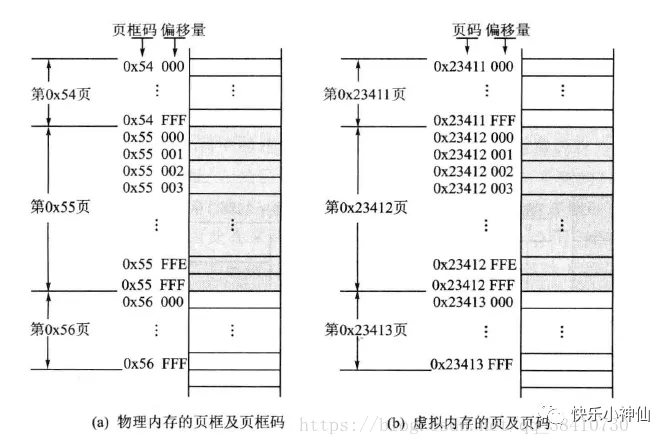 页框码 偏移量
0x54 000
⋮ ⋮
第0x54页
0x54 FFF
0x55 000
0x55 001
0x55 002
0x55 003
第0x55页
⋮ ⋮
0x55 FFE
0x55 FFF
0x56 000
第0x56页
⋮ ⋮
0x56 FFF
(a) 物理内存的页框及页框码
页码 偏移量
0x23411 000
⋮ ⋮
第0x23411页
0x23411 FFF
0x23412 000
0x23412 001
0x23412 002
0x23412 003
第0x23412页
⋮ ⋮
0x23412 FFE
0x23412 FFF
0x23413 000
第0x23413页
⋮ ⋮
0x23413 FFF
(b) 虚拟内存的页及页码
快乐小神仙